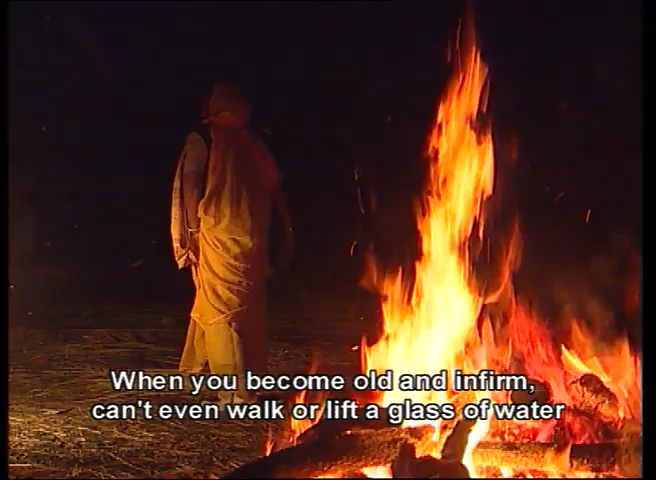 When you become old and infirm,
can't even walk or lift a glass of water